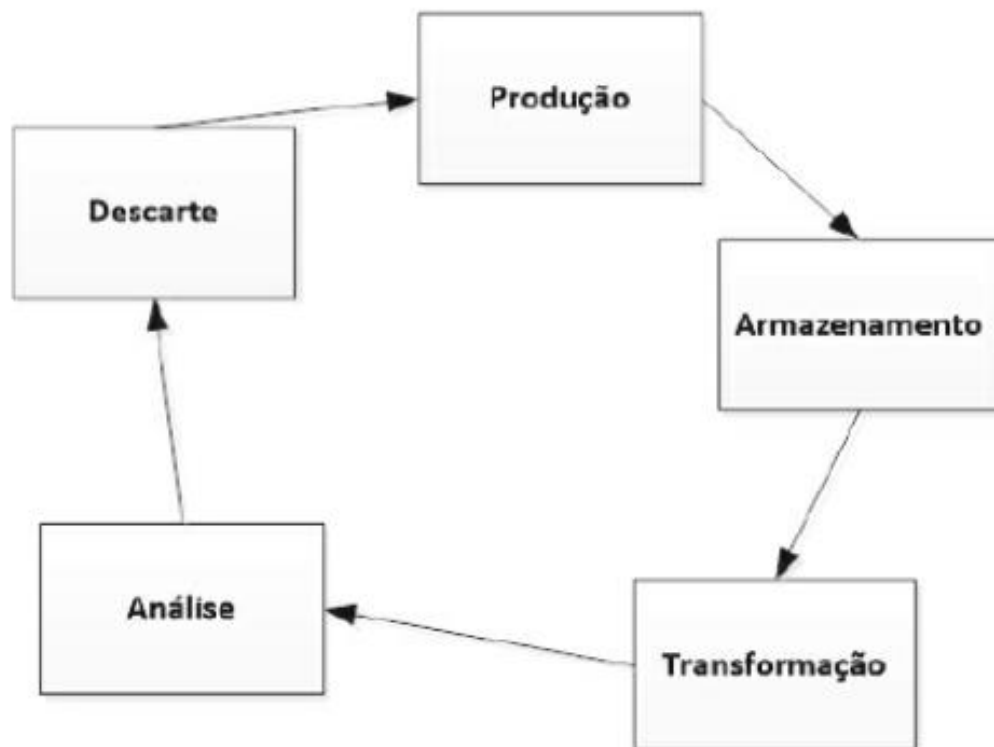 Produção
Descarte
Armazenamento
Análise
Transformação